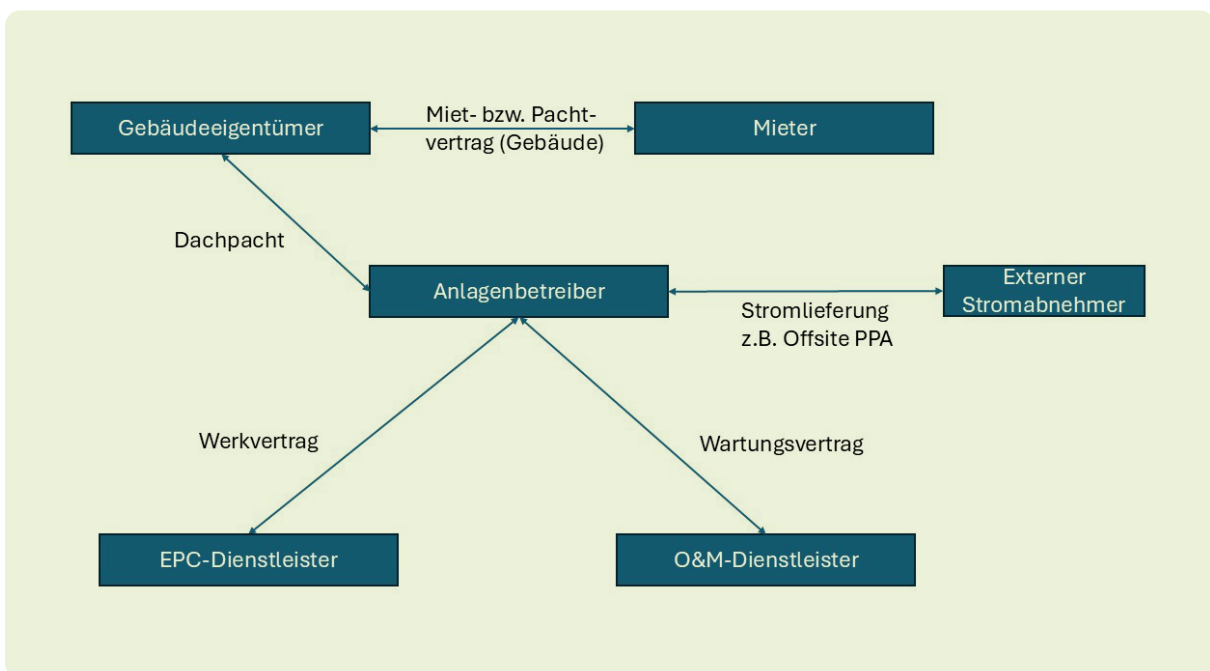 Gebäudeeigentümer
Miet- bzw. Pacht-
vertrag (Gebäude)
Mieter
Dachpacht
Anlagenbetreiber
Stromlieferung
z.B. Offsite PPA
Externer
Stromabnehmer
Werkvertrag
Wartungsvertrag
EPC-Dienstleister
O&M-Dienstleister